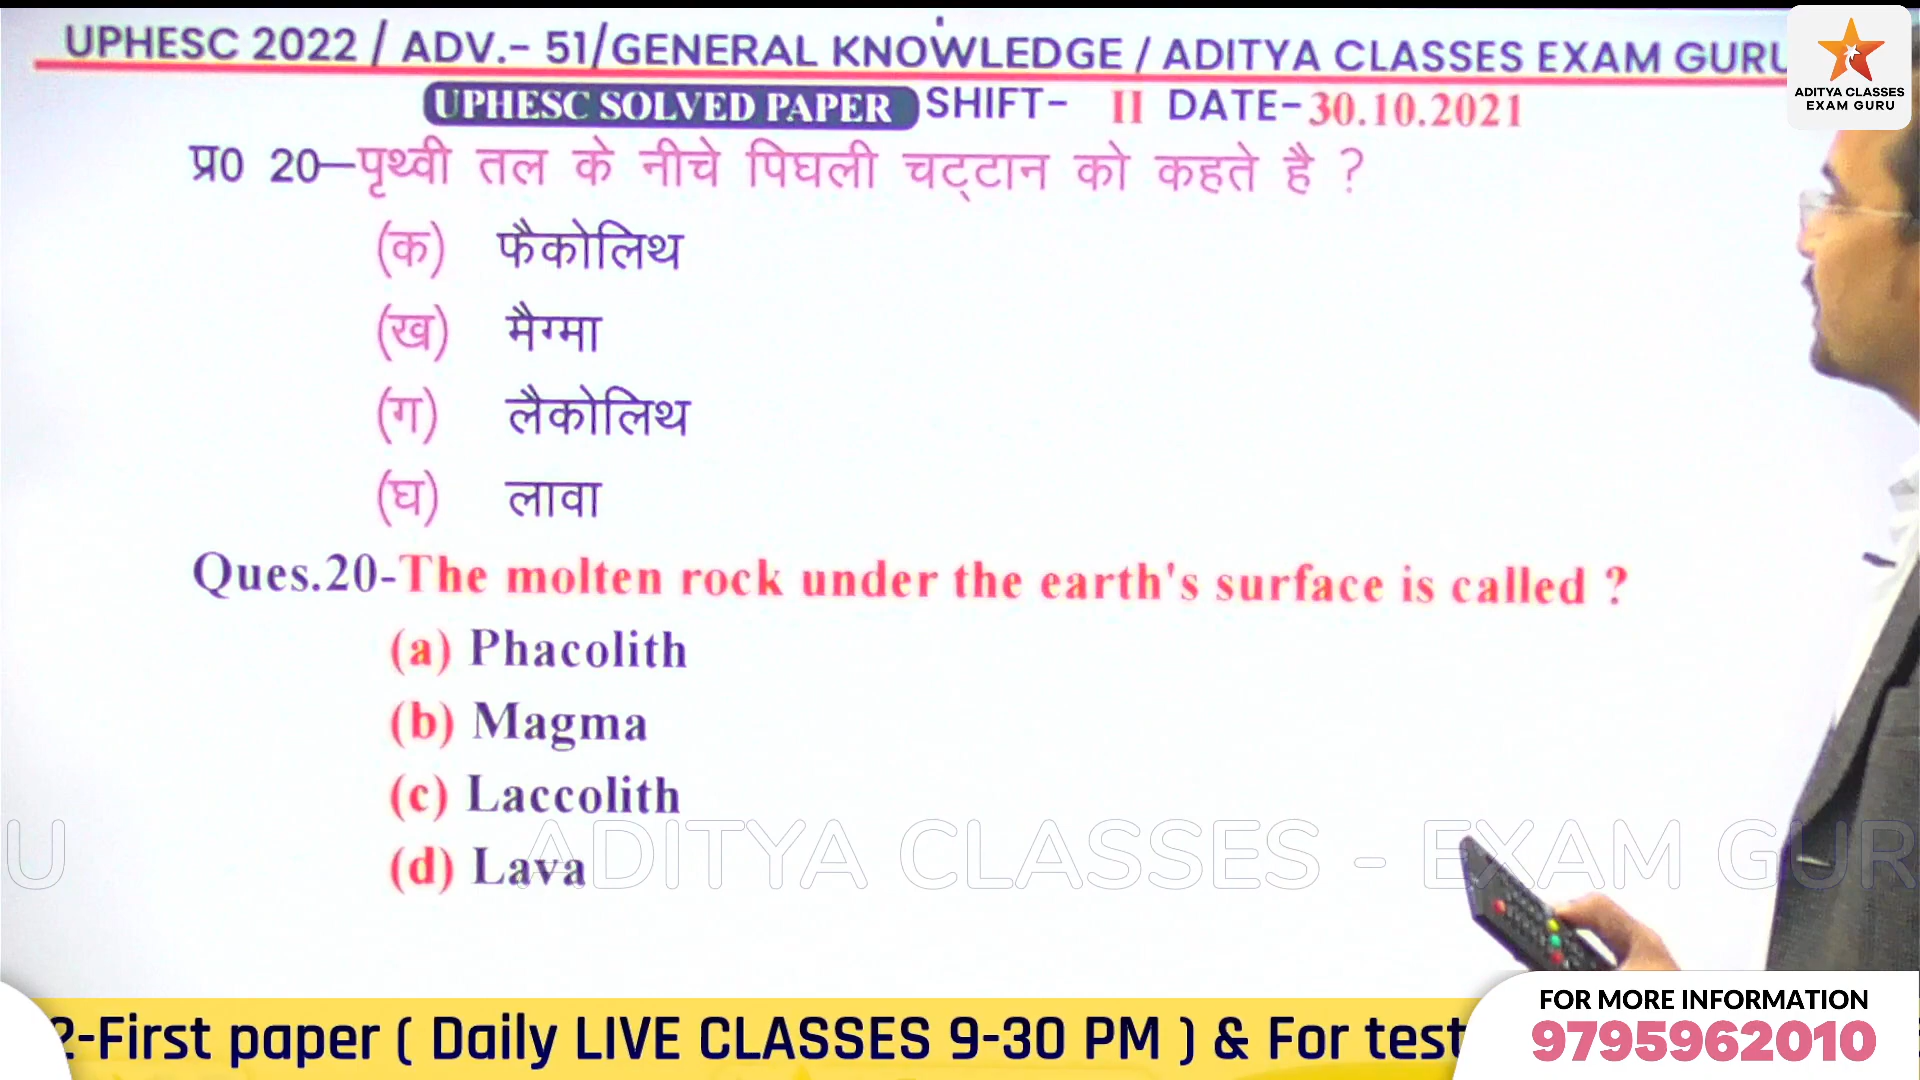 UPHESC 2022 / ADV.- 51/GENERAL KNOWLEDGE / ADITYA CLASSES EXAM GURU
ADITYA CLASSES
EXAM GURU
UPHESC SOLVED PAPER SHIFT- II DATE-30.10.2021
प्र0 20–पृथ्वी तल के नीचे पिघली चट्टान को कहते है ?
(क) फैकोलिथ
(ख) मैग्मा
(ग) लैकोलिथ
(घ) लावा
Ques.20-The molten rock under the earth's surface is called ?
(a) Phacolith
(b) Magma
(c) Laccolith
(d) Lava
U ADITYA CLASSES - EXAM GUR
2-First paper ( Daily LIVE CLASSES 9-30 PM ) & For test
FOR MORE INFORMATION
9795962010